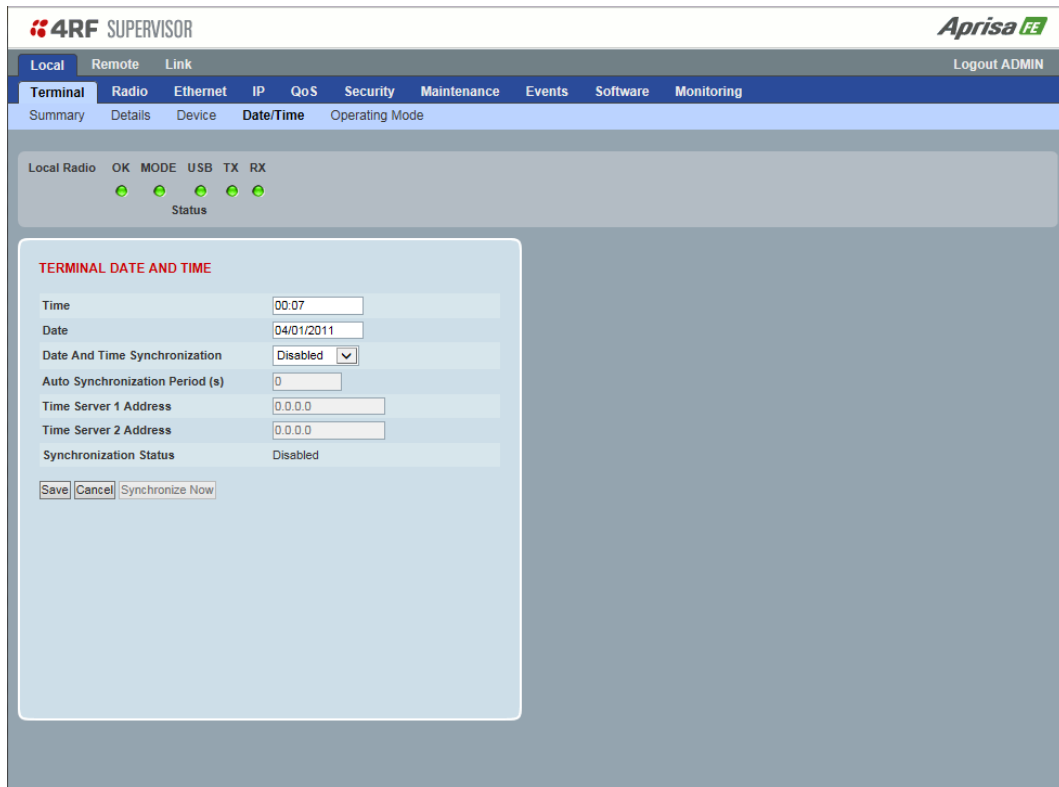 4RF SUPERVISOR
Aprisa FE
Local Remote Link
Logout ADMIN
Terminal Radio Ethernet IP QoS Security Maintenance Events Software Monitoring
Summary Details Device Date/Time Operating Mode
Local Radio OK MODE USB TX RX
Status
TERMINAL DATE AND TIME
Time 00:07
Date 04/01/2011
Date And Time Synchronization Disabled
Auto Synchronization Period (s) 0
Time Server 1 Address 0.0.0.0
Time Server 2 Address 0.0.0.0
Synchronization Status Disabled
Save Cancel Synchronize Now